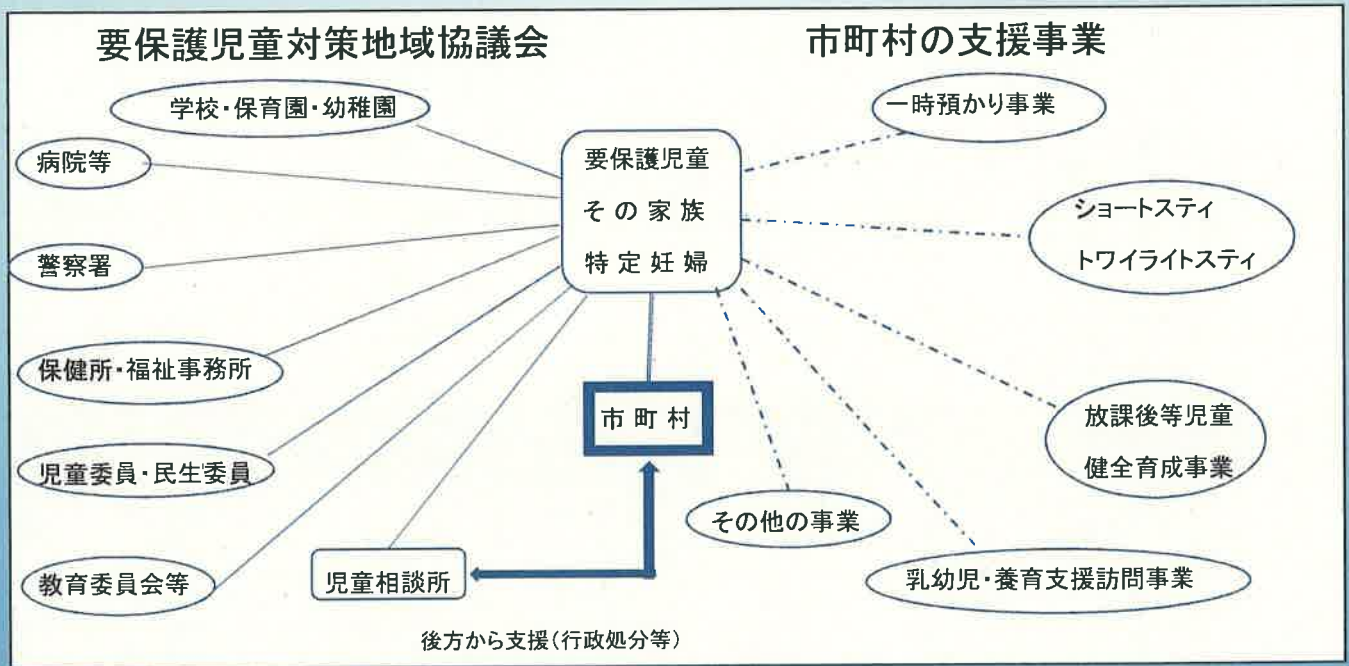 要保護児童対策地域協議会
市町村の支援事業
学校・保育園・幼稚園
病院等
警察署
保健所・福祉事務所
児童委員・民生委員
教育委員会等
児童相談所
要保護児童
その家族
特定妊婦
市町村
一時預かり事業
ショートスティ
トワイライトスティ
放課後等児童
健全育成事業
その他の事業
乳幼児・養育支援訪問事業
後方から支援(行政処分等)